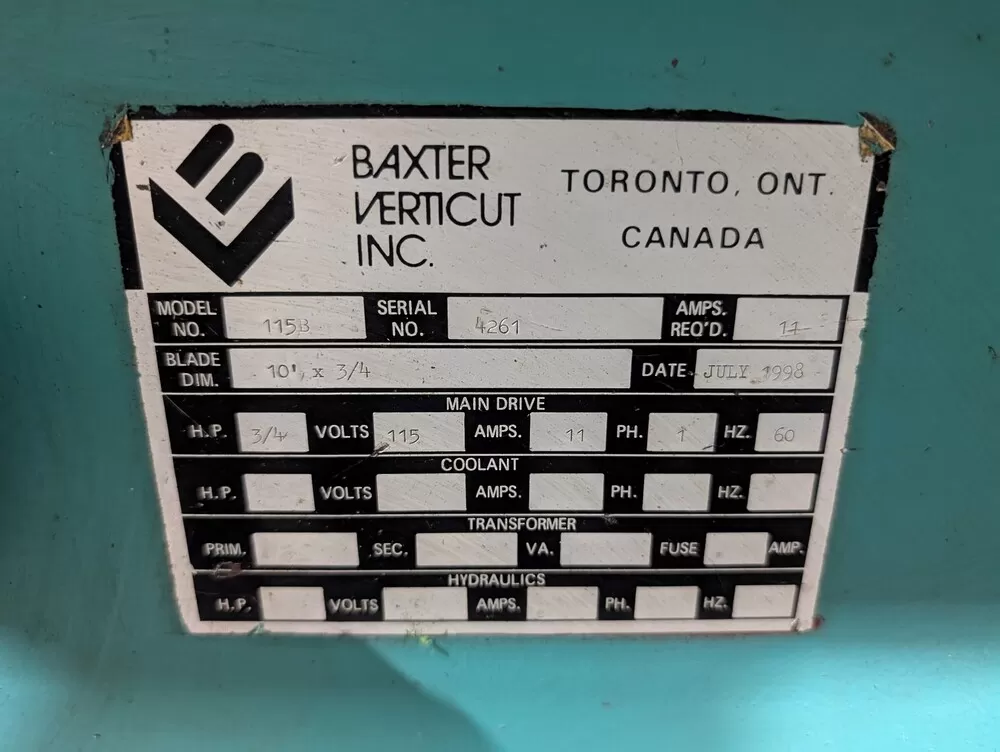 BAXTER
VERTICUT
INC.
TORONTO, ONT.
CANADA
MODEL NO. 115B SERIAL NO. 4261 AMPS. REQ'D. 11
BLADE DIM. 10', x 3/4 DATE JULY 1998
MAIN DRIVE
H.P. 3/4 VOLTS 115 AMPS. 11 PH. 1 HZ. 60
COOLANT
H.P. VOLTS AMPS. PH. HZ.
TRANSFORMER
PRIM. SEC. VA. FUSE AMP.
HYDRAULICS
H.P. VOLTS AMPS. PH. HZ.